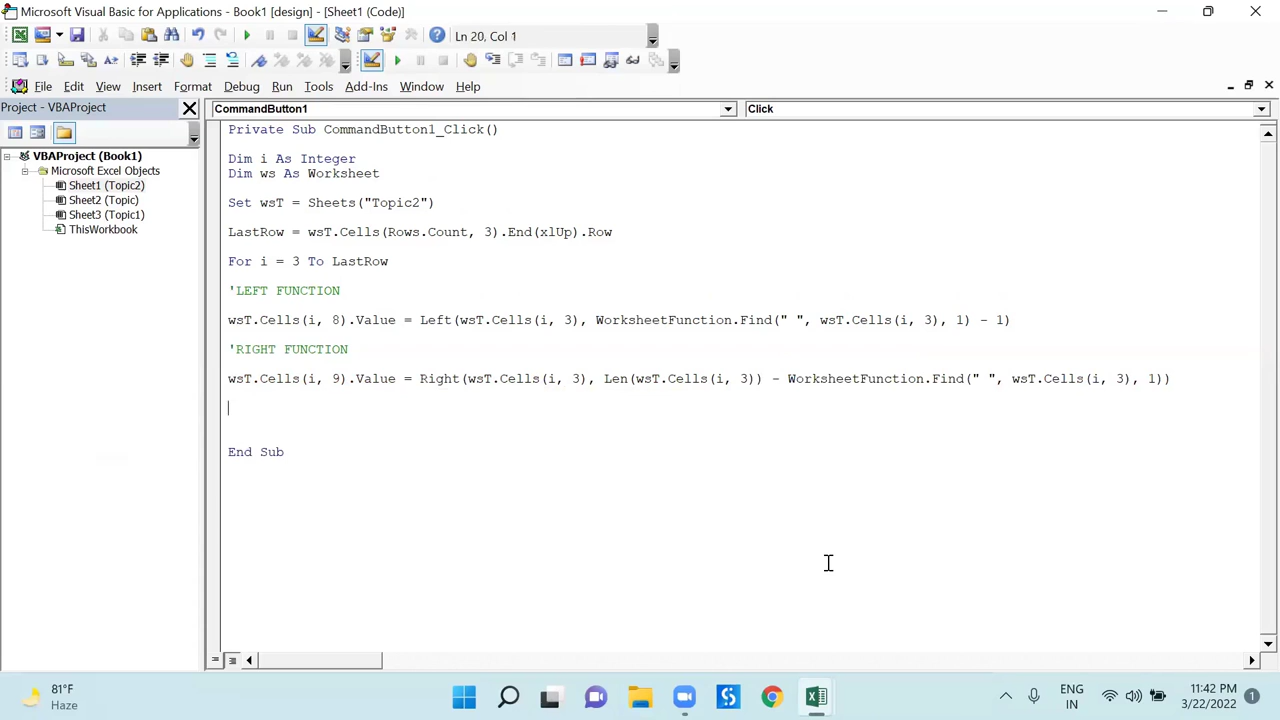 Microsoft Visual Basic for Applications - Book1 [design] - [Sheet1 (Code)]
Ln 20, Col 1
File Edit View Insert Format Debug Run Tools Add-Ins Window Help
Project - VBAProject
CommandButton1
Click
VBAProject (Book1)
Microsoft Excel Objects
Sheet1 (Topic2)
Sheet2 (Topic)
Sheet3 (Topic1)
ThisWorkbook
Private Sub CommandButton1_Click()
Dim i As Integer
Dim ws As Worksheet
Set wsT = Sheets("Topic2")
LastRow = wsT.Cells(Rows.Count, 3).End(xlUp).Row
For i = 3 To LastRow
'LEFT FUNCTION
wsT.Cells(i, 8).Value = Left(wsT.Cells(i, 3), WorksheetFunction.Find(" ", wsT.Cells(i, 3), 1) - 1)
'RIGHT FUNCTION
wsT.Cells(i, 9).Value = Right(wsT.Cells(i, 3), Len(wsT.Cells(i, 3)) - WorksheetFunction.Find(" ", wsT.Cells(i, 3), 1))
End Sub
81°F
Haze
ENG
IN
11:42 PM
3/22/2022
1